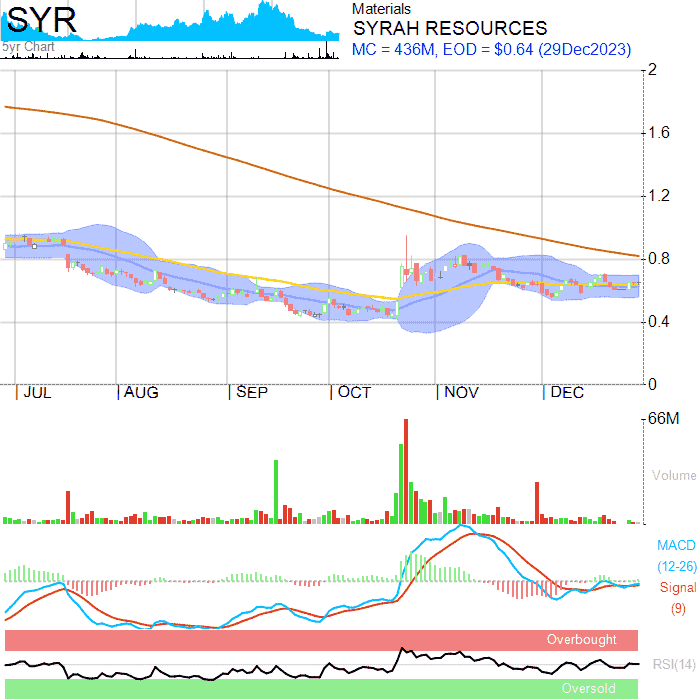 SYR
5yr Chart
Materials
SYRAH RESOURCES
MC = 436M, EOD = $0.64 (29Dec2023)
2
1.6
1.2
0.8
0.4
0
JUL
AUG
SEP
OCT
NOV
DEC
66M
Volume
MACD
(12-26)
Signal
(9)
Overbought
RSI(14)
Oversold